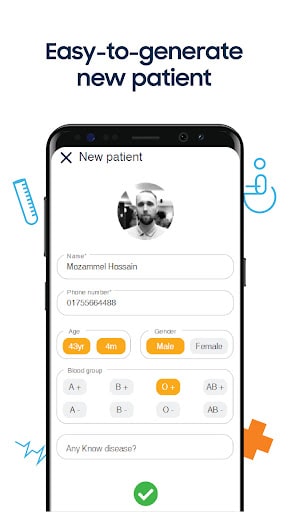 Easy-to-generate
new patient
New patient
Name*
Mozammel Hossain
Phone number*
01755664488
Age
Gender
43yr
4m
Male
Female
Blood group
A +
B +
O +
AB +
A -
B -
O -
AB-
Any Know disease?